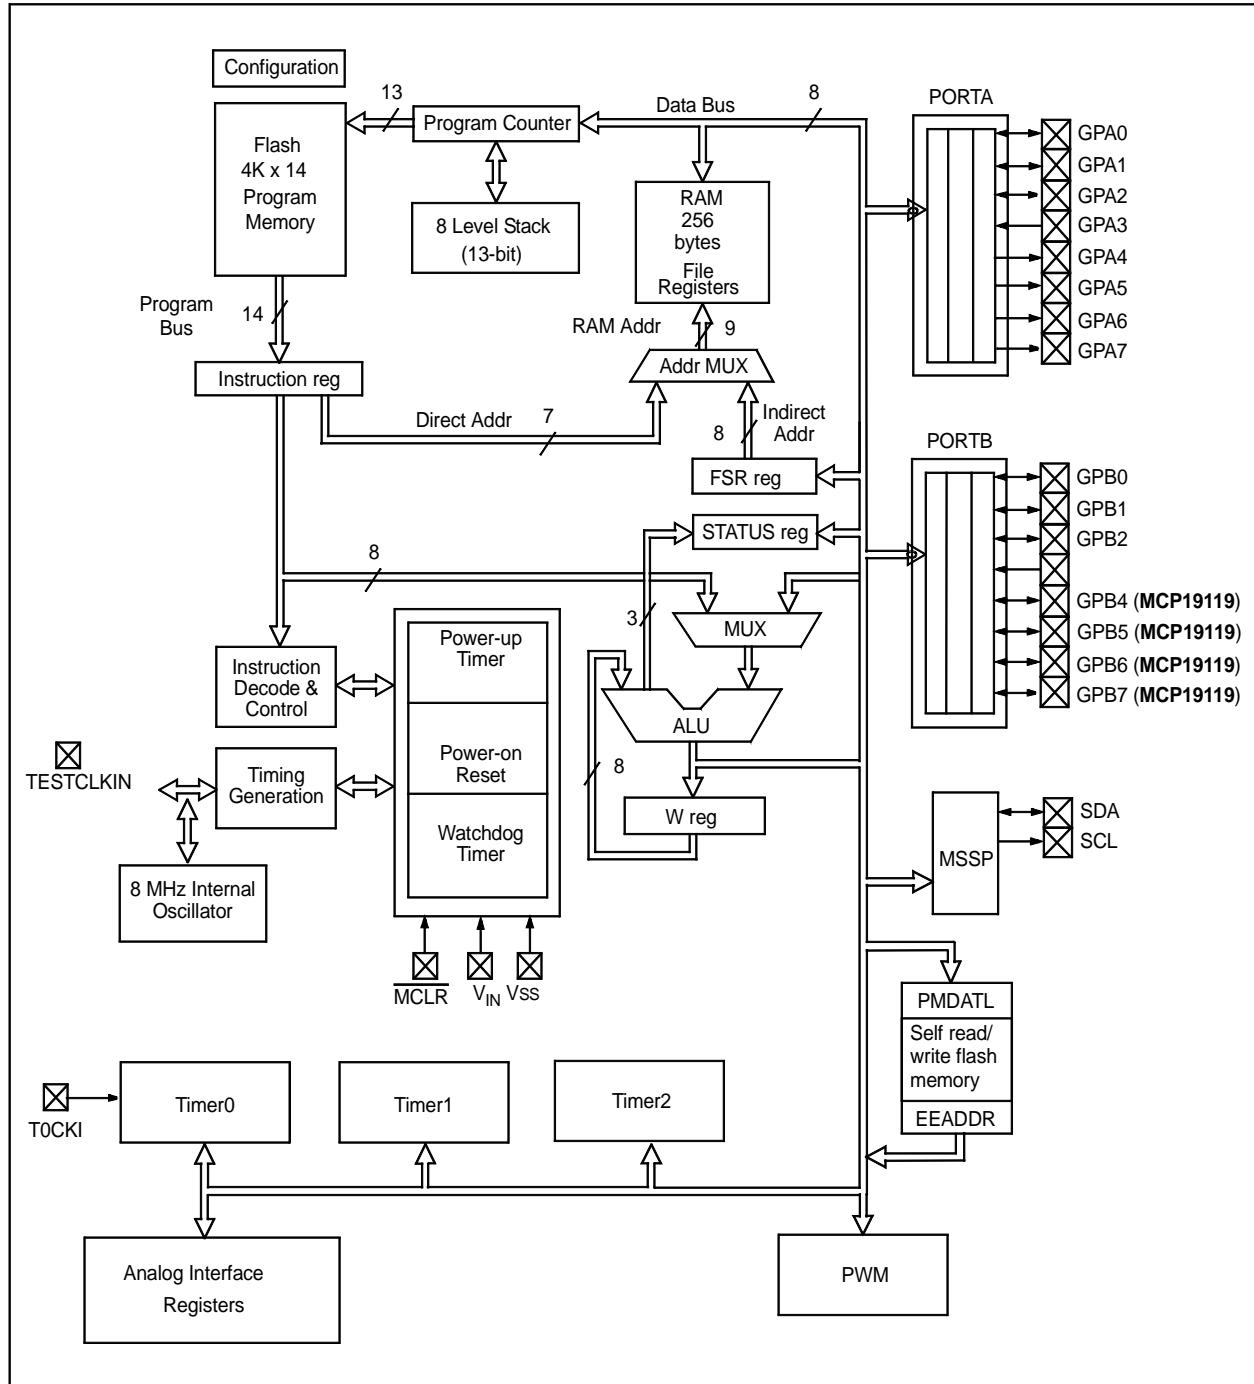 Configuration
13
Program Counter
Data Bus
8
PORTA
Flash
4K x 14
Program
Memory
8 Level Stack
(13-bit)
RAM
256
bytes
File
Registers
GPA0
GPA1
GPA2
GPA3
GPA4
GPA5
GPA6
GPA7
Program
Bus
14
RAM Addr
9
Addr MUX
Instruction reg
Direct Addr
7
8
Indirect
Addr
FSR reg
STATUS reg
PORTB
GPB0
GPB1
GPB2
GPB4 (MCP19119)
GPB5 (MCP19119)
GPB6 (MCP19119)
GPB7 (MCP19119)
8
3
MUX
Power-up
Timer
Instruction
Decode &
Control
ALU
Power-on
Reset
8
TESTCLKIN
Timing
Generation
W reg
Watchdog
Timer
MSSP
SDA
SCL
8 MHz Internal
Oscillator
MCLR
VIN
VSS
PMDATL
Self read/
write flash
memory
EEADDR
T0CKI
Timer0
Timer1
Timer2
Analog Interface
Registers
PWM